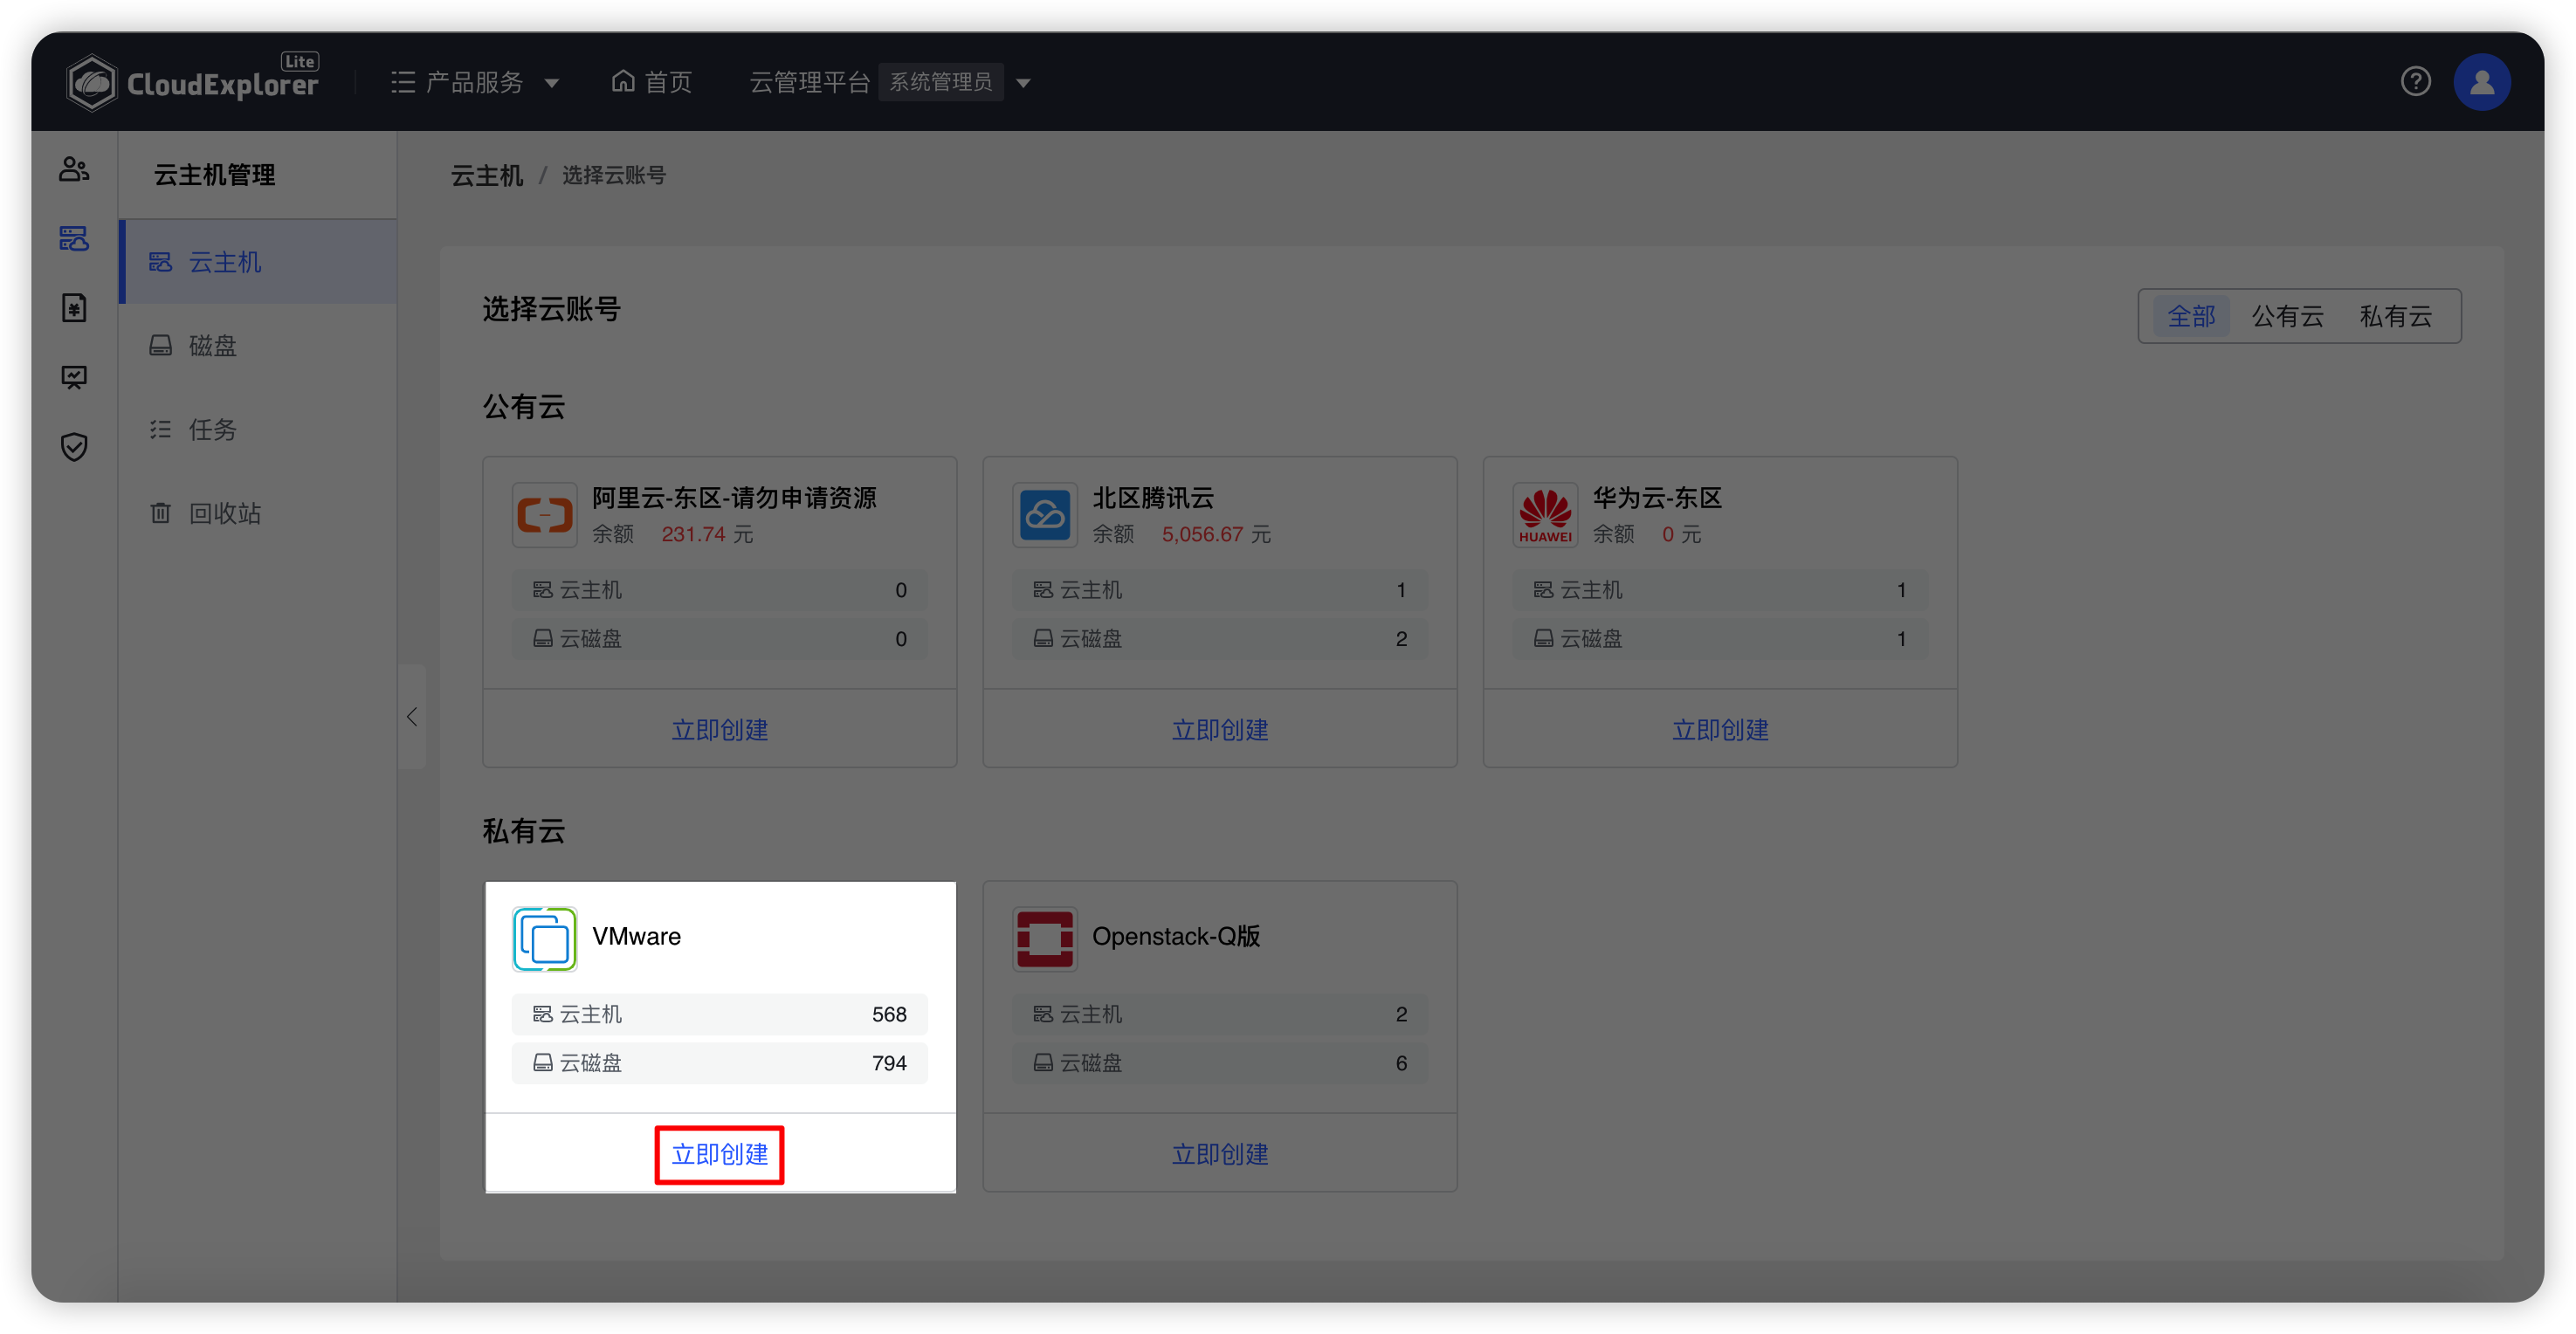 CloudExplorer Lite
产品服务
首页
云管理平台 系统管理员
云主机管理
云主机
磁盘
任务
回收站
云主机 / 选择云账号
选择云账号
全部 公有云 私有云
公有云
阿里云-东区-请勿申请资源
余额 231.74 元
云主机 0
云磁盘 0
立即创建
北区腾讯云
余额 5,056.67 元
云主机 1
云磁盘 2
立即创建
HUAWEI
华为云-东区
余额 0 元
云主机 1
云磁盘 1
立即创建
私有云
VMware
云主机 568
云磁盘 794
立即创建
Openstack-Q版
云主机 2
云磁盘 6
立即创建